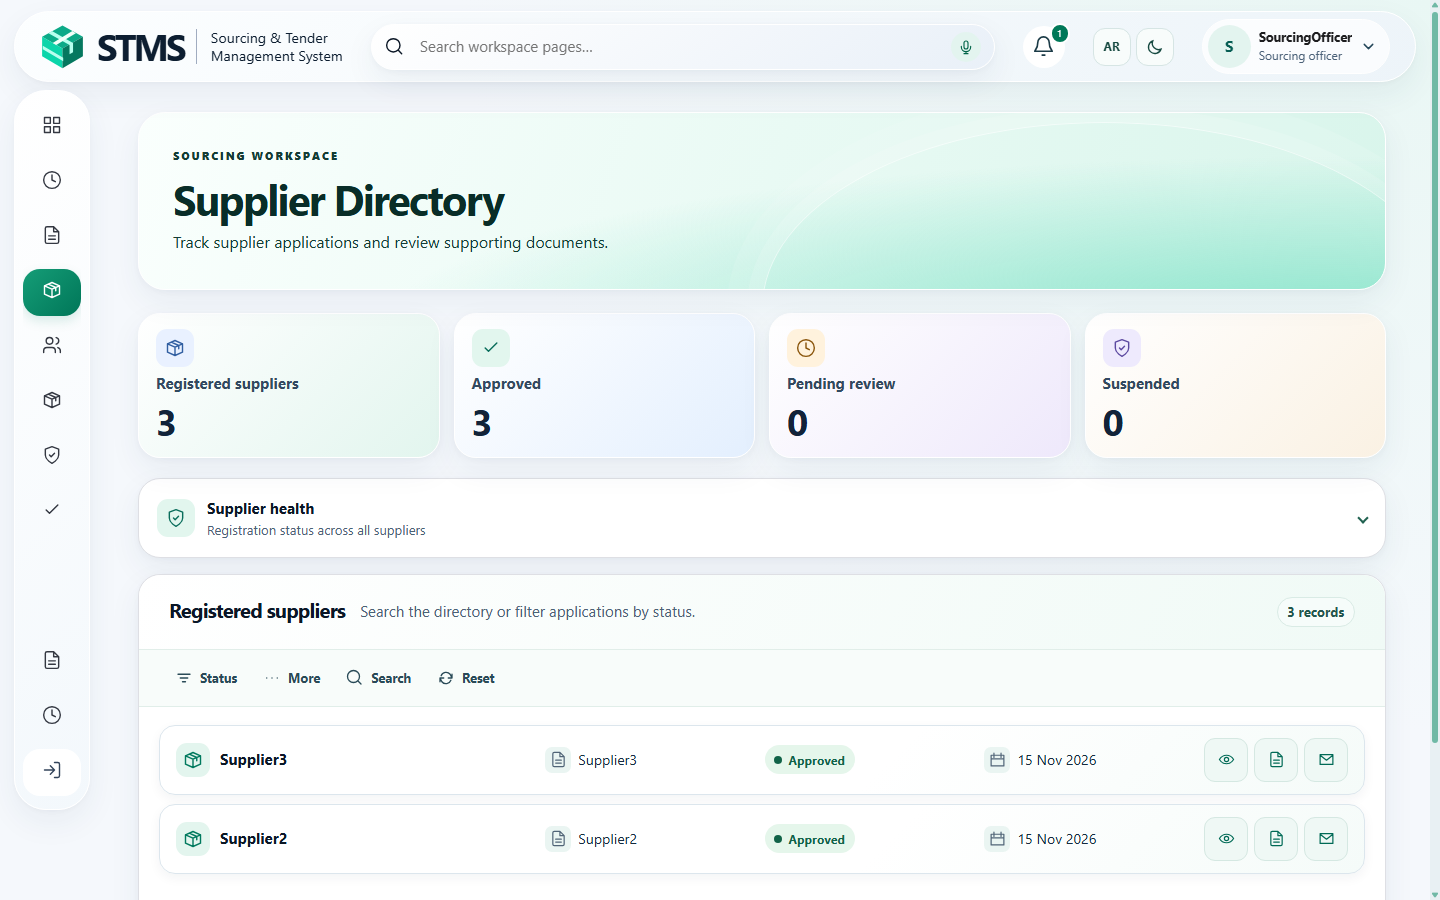 STMS
Sourcing & Tender
Management System
Search workspace pages...
1
AR
S
SourcingOfficer
Sourcing officer
SOURCING WORKSPACE
Supplier Directory
Track supplier applications and review supporting documents.
Registered suppliers
3
Approved
3
Pending review
0
Suspended
0
Supplier health
Registration status across all suppliers
Registered suppliers Search the directory or filter applications by status. 3 records
Status More Search Reset
Supplier3 Supplier3 Approved 15 Nov 2026
Supplier2 Supplier2 Approved 15 Nov 2026